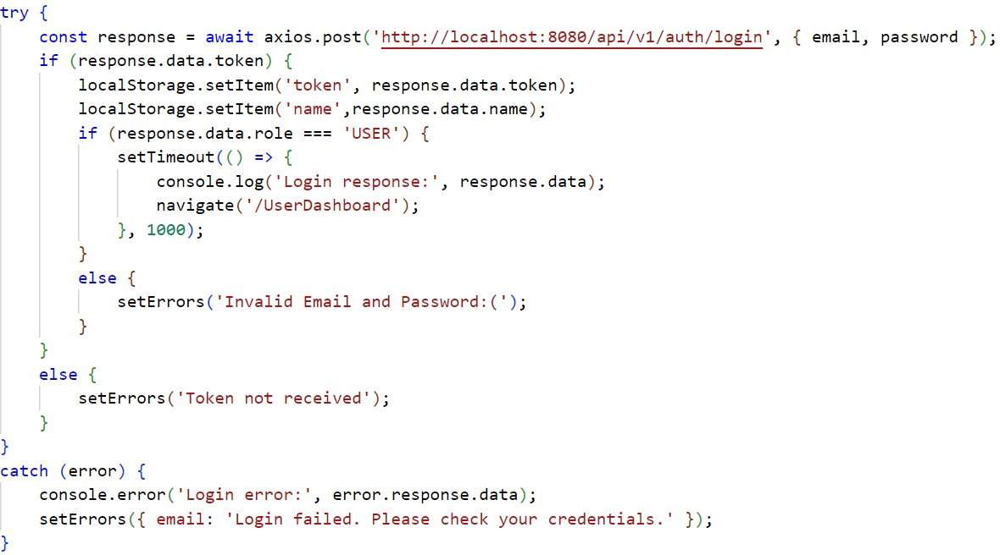 try {
    const response = await axios.post('http://localhost:8080/api/v1/auth/login', { email, password });
    if (response.data.token) {
        localStorage.setItem('token', response.data.token);
        localStorage.setItem('name',response.data.name);
        if (response.data.role === 'USER') {
            setTimeout(() => {
                console.log('Login response:', response.data);
                navigate('/UserDashboard');
            }, 1000);
        }
        else {
            setErrors('Invalid Email and Password:(');
        }
    }
    else {
        setErrors('Token not received');
    }
}
catch (error) {
    console.error('Login error:', error.response.data);
    setErrors({ email: 'Login failed. Please check your credentials.' });
}